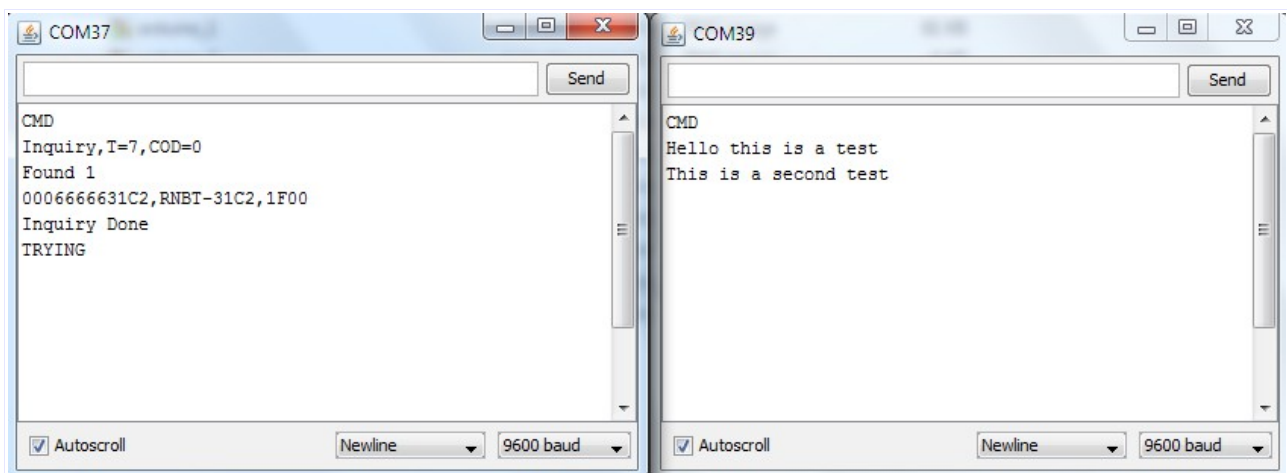 COM37
Send
CMD
Inquiry,T=7,COD=0
Found 1
0006666631C2,RNBT-31C2,1F00
Inquiry Done
TRYING
Autoscroll
Newline
9600 baud
COM39
Send
CMD
Hello this is a test
This is a second test
Autoscroll
Newline
9600 baud